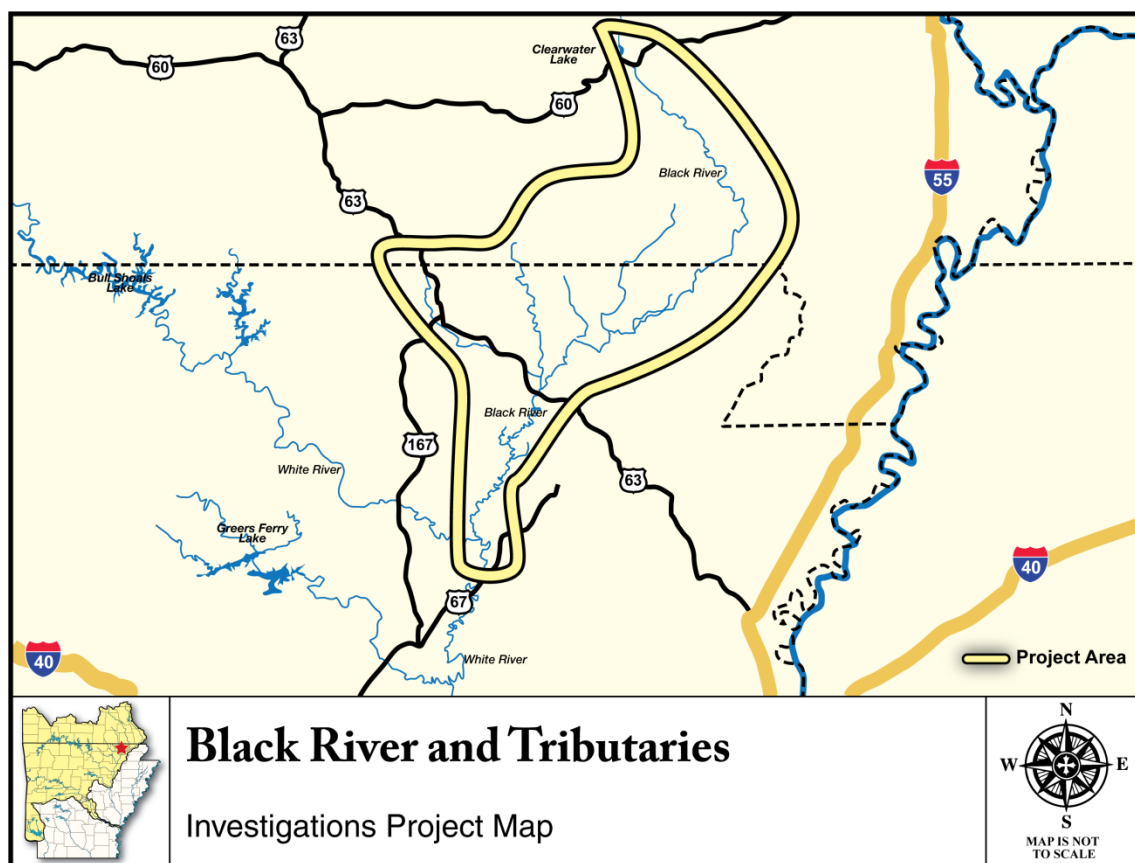 63
60
Clearwater
Lake
60
Black River
55
63
Bull Shoals
Lake
Black River
167
White River
63
Greers Ferry
Lake
40
67
40
White River
Project Area
Black River and Tributaries
Investigations Project Map
N
W
E
S
MAP IS NOT
TO SCALE